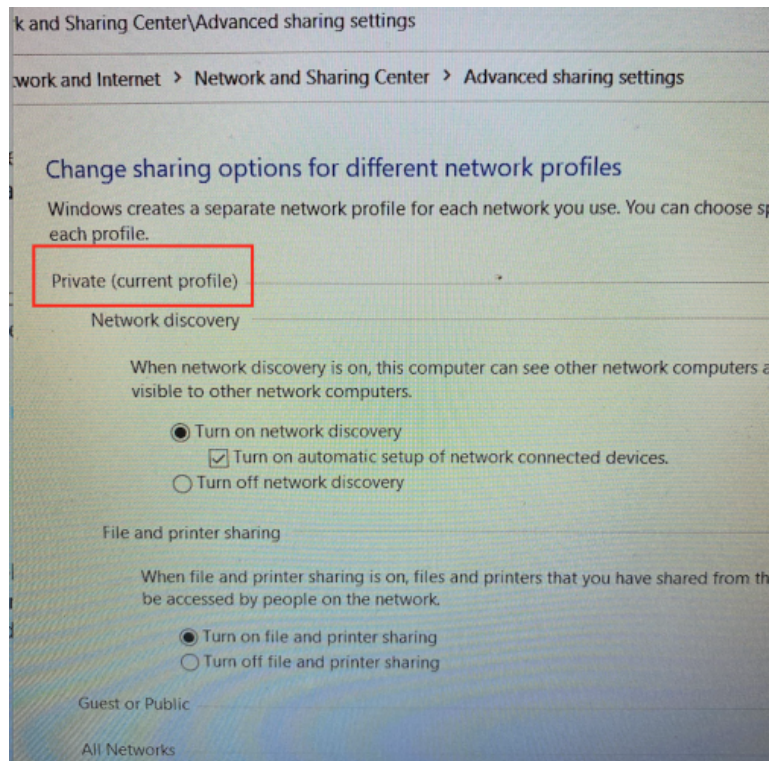 k and Sharing Center\Advanced sharing settings
work and Internet > Network and Sharing Center > Advanced sharing settings
Change sharing options for different network profiles
Windows creates a separate network profile for each network you use. You can choose sp
each profile.
Private (current profile)
Network discovery
When network discovery is on, this computer can see other network computers a
visible to other network computers.
Turn on network discovery
Turn on automatic setup of network connected devices.
Turn off network discovery
File and printer sharing
When file and printer sharing is on, files and printers that you have shared from th
be accessed by people on the network.
Turn on file and printer sharing
Turn off file and printer sharing
Guest or Public
All Networks